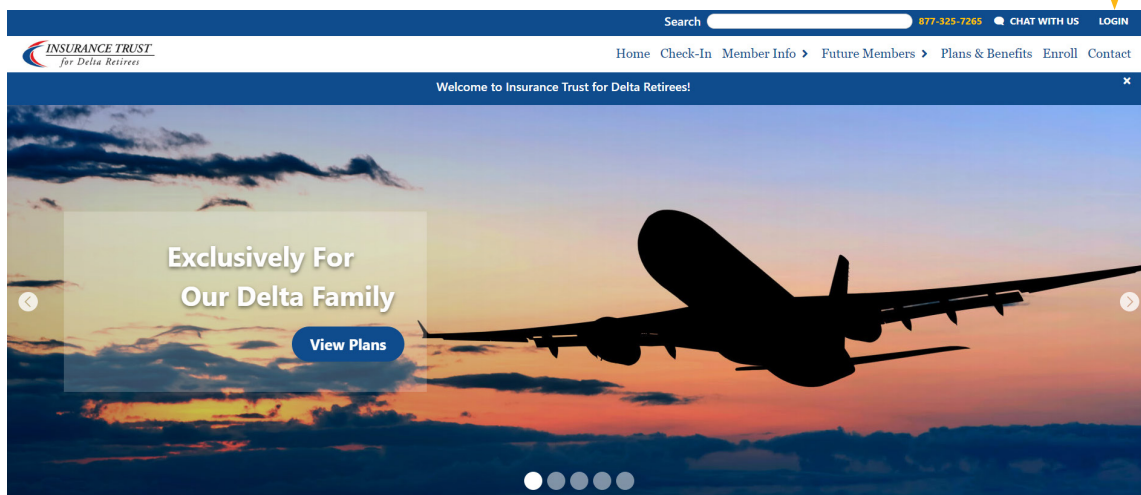 Search
877-325-7265 CHAT WITH US LOGIN
INSURANCE TRUST
for Delta Retirees
Home Check-In Member Info Future Members Plans & Benefits Enroll Contact
Welcome to Insurance Trust for Delta Retirees!
Exclusively For
Our Delta Family
View Plans